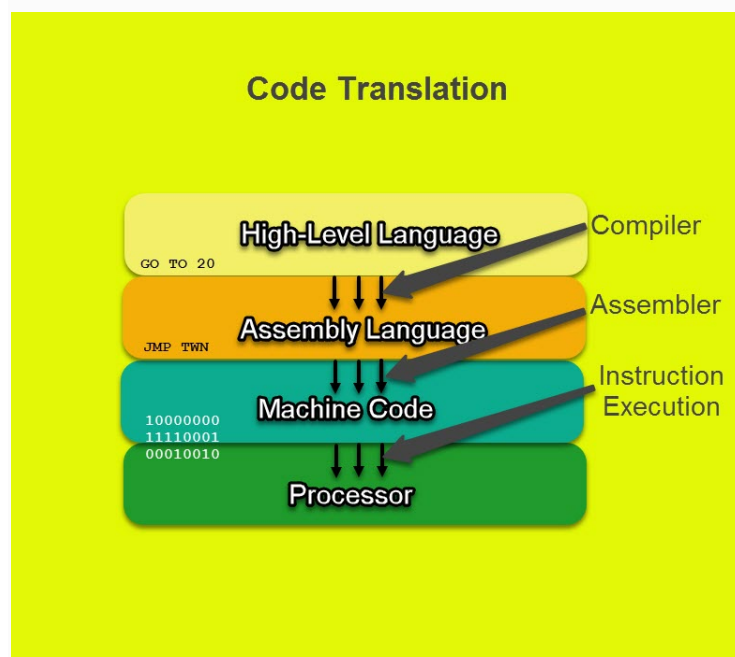 Code Translation
High-Level Language
Compiler
GO TO 20
Assembly Language
Assembler
JMP TWN
Machine Code
Instruction
Execution
10000000
11110001
00010010
Processor